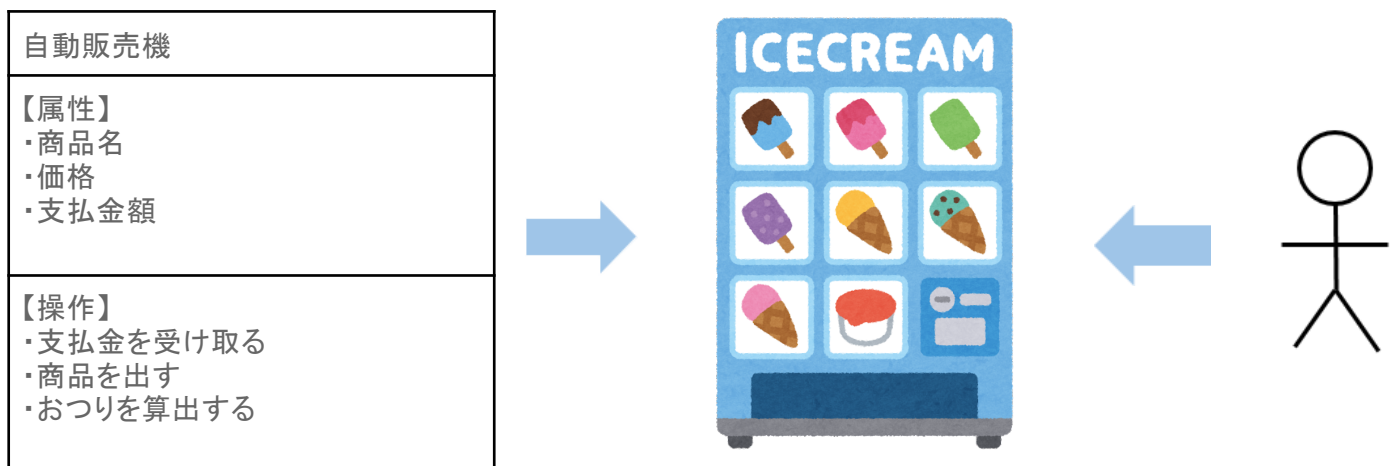 自動販売機
【属性】
・商品名
・価格
・支払金額
【操作】
・支払金を受け取る
・商品を出す
・おつりを算出する
ICECREAM